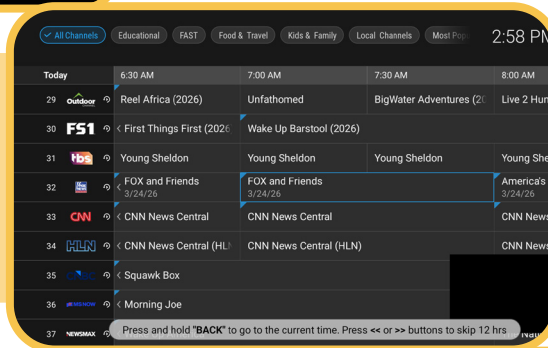 ✓ All Channels Educational FAST Food & Travel Kids & Family Local Channels Most Pop 2:58 PM
Today 6:30 AM 7:00 AM 7:30 AM 8:00 AM
29 Outdoor Reel Africa (2026) Unfathomed BigWater Adventures (20 Live 2 Hun
30 FS1 < First Things First (2026 Wake Up Barstool (2026)
31 tbs Young Sheldon Young Sheldon Young Sheldon Young She
32 < FOX and Friends FOX and Friends America's
3/24/26 3/24/26 3/24/26
33 CNN < CNN News Central CNN News Central CNN News
34 HLN < CNN News Central (HLN CNN News Central (HLN) CNN News
35 < Squawk Box
36 MS NOW < Morning Joe
37 NEWSMAX
Press and hold "BACK" to go to the current time. Press << or >> buttons to skip 12 hrs